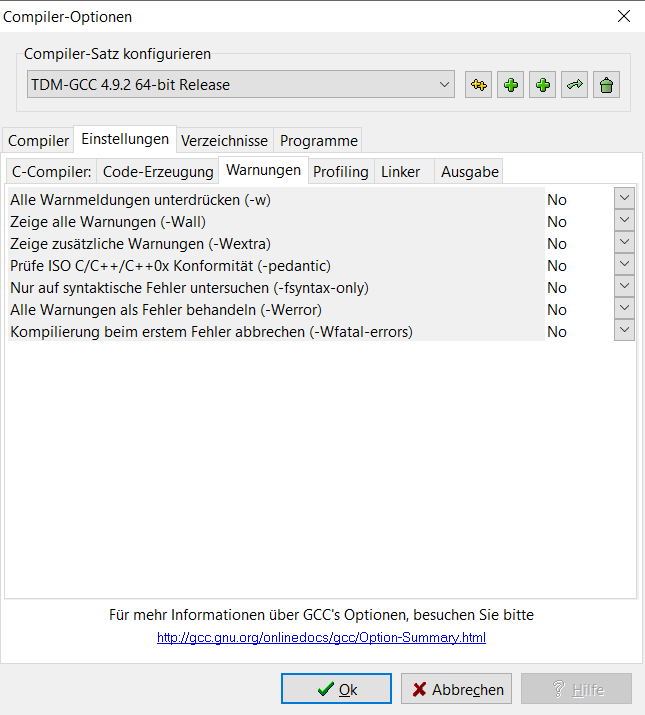 Compiler-Optionen
Compiler-Satz konfigurieren
TDM-GCC 4.9.2 64-bit Release
Compiler Einstellungen Verzeichnisse Programme
C-Compiler: Code-Erzeugung Warnungen Profiling Linker Ausgabe
Alle Warnmeldungen unterdrücken (-w) No
Zeige alle Warnungen (-Wall) No
Zeige zusätzliche Warnungen (-Wextra) No
Prüfe ISO C/C++/C++0x Konformität (-pedantic) No
Nur auf syntaktische Fehler untersuchen (-fsyntax-only) No
Alle Warnungen als Fehler behandeln (-Werror) No
Kompilierung beim erstem Fehler abbrechen (-Wfatal-errors) No
Für mehr Informationen über GCC's Optionen, besuchen Sie bitte
http://gcc.gnu.org/onlinedocs/gcc/Option-Summary.html
Ok Abbrechen Hilfe